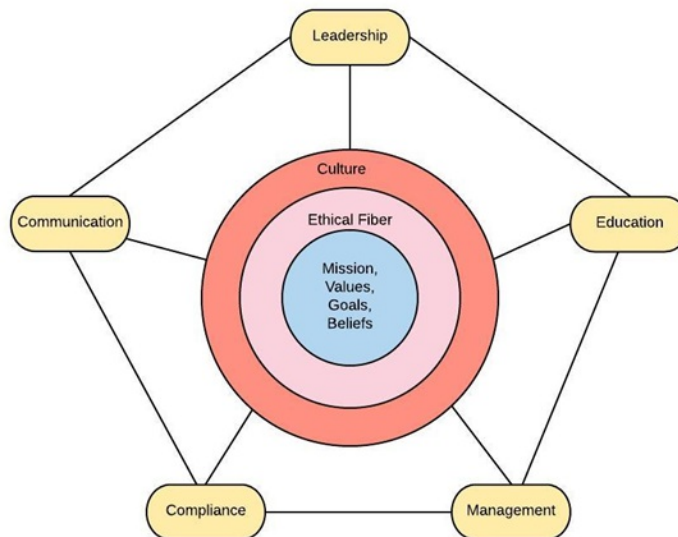 Leadership
Culture
Communication
Ethical Fiber
Education
Mission,
Values,
Goals,
Beliefs
Compliance
Management